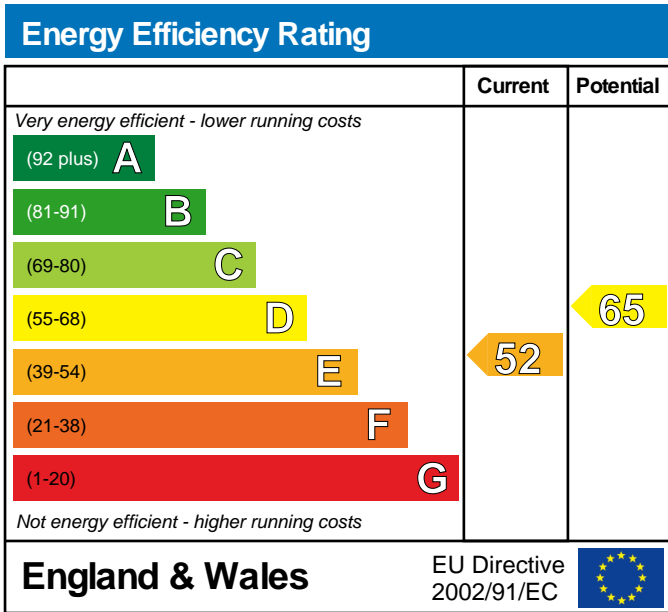 Energy Efficiency Rating
Current Potential
Very energy efficient - lower running costs
(92 plus) A
(81-91) B
(69-80) C
(55-68) D
(39-54) E
(21-38) F
(1-20) G
65
52
Not energy efficient - higher running costs
England & Wales
EU Directive
2002/91/EC